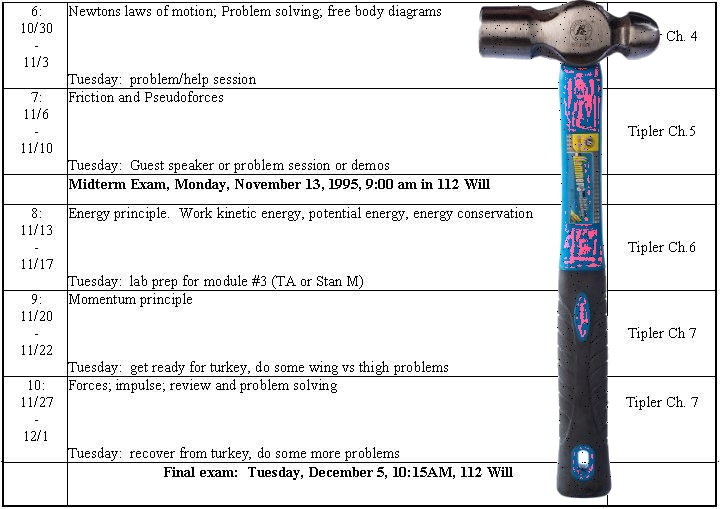 6:
10/30
-
11/3
Newtons laws of motion; Problem solving; free body diagrams
Tuesday: problem/help session
Ch. 4
7:
11/6
-
11/10
Friction and Pseudoforces
Tuesday: Guest speaker or problem session or demos
Tipler Ch.5
Midterm Exam, Monday, November 13, 1995, 9:00 am in 112 Will
8:
11/13
-
11/17
Energy principle. Work kinetic energy, potential energy, energy conservation
Tuesday: lab prep for module #3 (TA or Stan M)
Tipler Ch.6
9:
11/20
-
11/22
Momentum principle
Tuesday: get ready for turkey, do some wing vs thigh problems
Tipler Ch 7
10:
11/27
-
12/1
Forces; impulse; review and problem solving
Tuesday: recover from turkey, do some more problems
Tipler Ch. 7
Final exam: Tuesday, December 5, 10:15AM, 112 Will